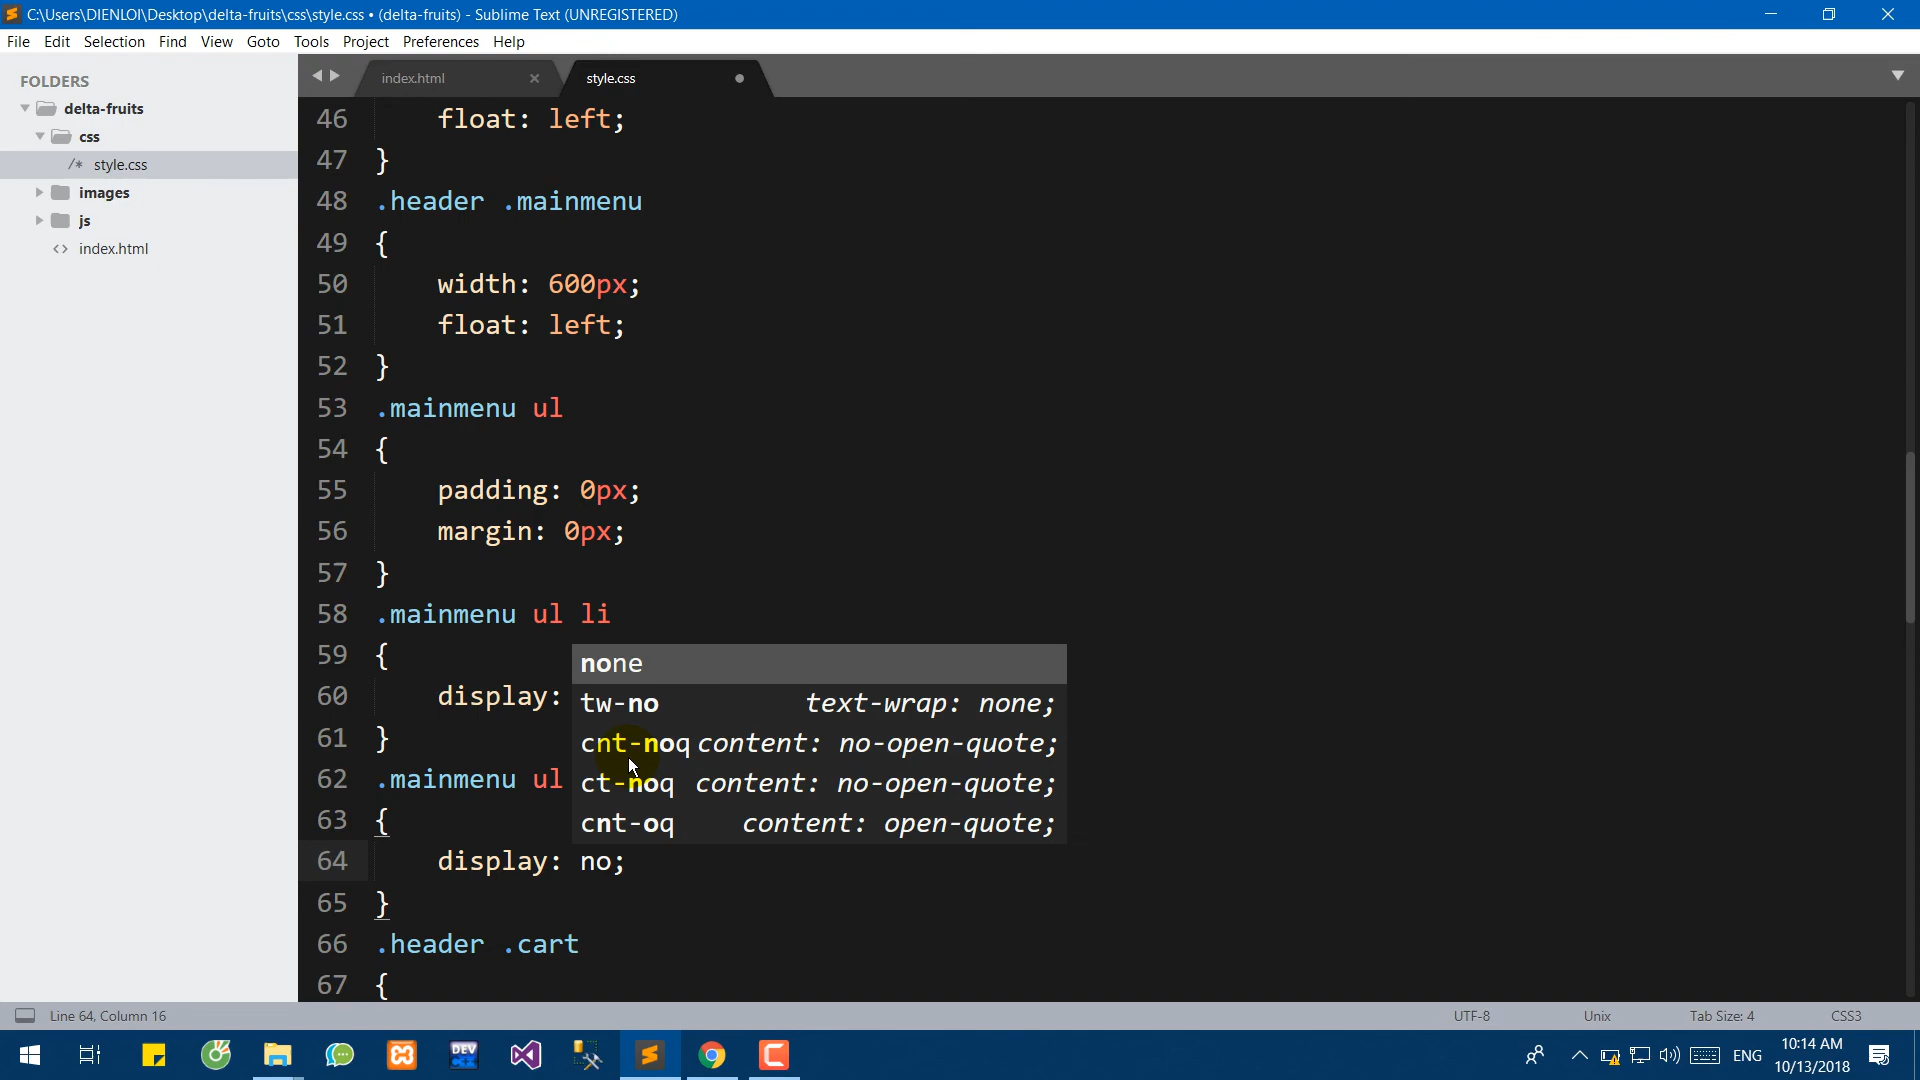 C:\Users\DIENLOI\Desktop\delta-fruits\css\style.css • (delta-fruits) - Sublime Text (UNREGISTERED)
File Edit Selection Find View Goto Tools Project Preferences Help
FOLDERS
delta-fruits
css
/* style.css
images
js
<> index.html
index.html
style.css
46 float: left;
47 }
48 .header .mainmenu
49 {
50 width: 600px;
51 float: left;
52 }
53 .mainmenu ul
54 {
55 padding: 0px;
56 margin: 0px;
57 }
58 .mainmenu ul li
59 {
60 display:
61 }
62 .mainmenu ul
63 {
64 display: no;
65 }
66 .header .cart
67 {
none
tw-no text-wrap: none;
cnt-noq content: no-open-quote;
ct-noq content: no-open-quote;
cnt-oq content: open-quote;
Line 64, Column 16
UTF-8
Unix
Tab Size: 4
CSS3
DEV
ENG
10:14 AM
10/13/2018